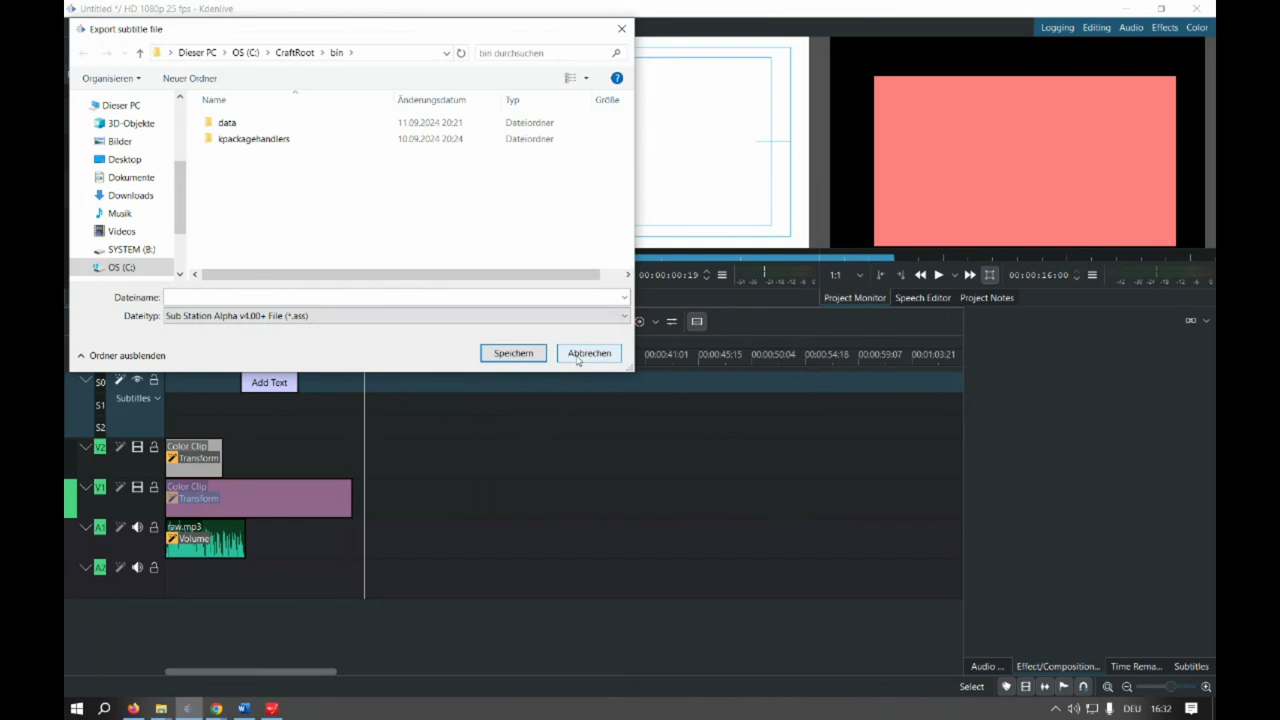 Untitled */ HD 1080p 25 fps - Kdenlive
Export subtitle file
Logging Editing Audio Effects Color
Dieser PC OS (C:) CraftRoot bin
bin durchsuchen
Organisieren Neuer Ordner
Name Änderungsdatum Typ Größe
Dieser PC
3D-Objekte
Bilder
Desktop
Dokumente
Downloads
Musik
Videos
SYSTEM (B:)
OS (C:)
data 11.09.2024 20:21 Dateiordner
kpackagehandlers 10.09.2024 20:24 Dateiordner
Dateiname:
Dateityp: Sub Station Alpha v4.00+ File (*.ass)
Ordner ausblenden
Speichern Abbrechen
00:00:00:19 1:1 00:00:16:00
Project Monitor Speech Editor Project Notes
00:00:41:01 00:00:45:15 00:00:50:04 00:00:54:18 00:00:59:07 00:01:03:21
S0 Add Text
Subtitles
S1
S2
V2 Color Clip
Transform
V1 Color Clip
Transform
A1 raw.mp3
Volume
A2
Audio ... Effect/Composition... Time Rema... Subtitles
Select
DEU 16:32